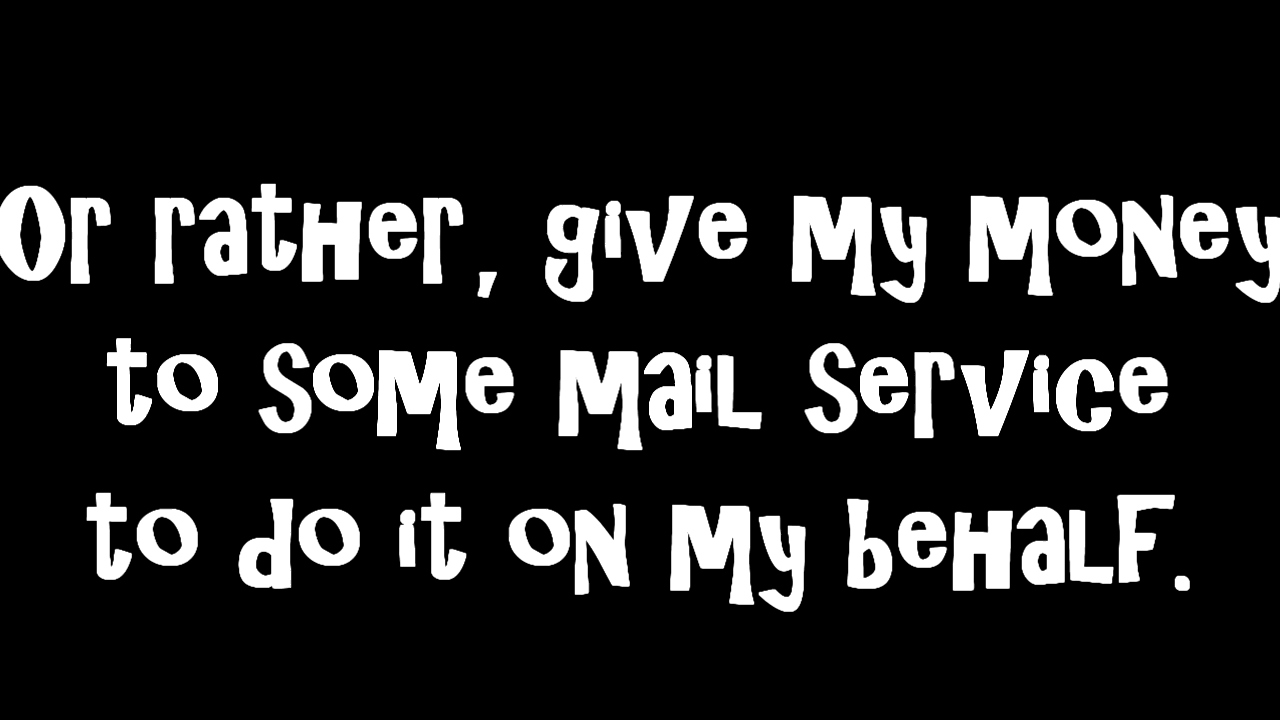 Or rather, give my money
to some mail service
to do it on my behalf.